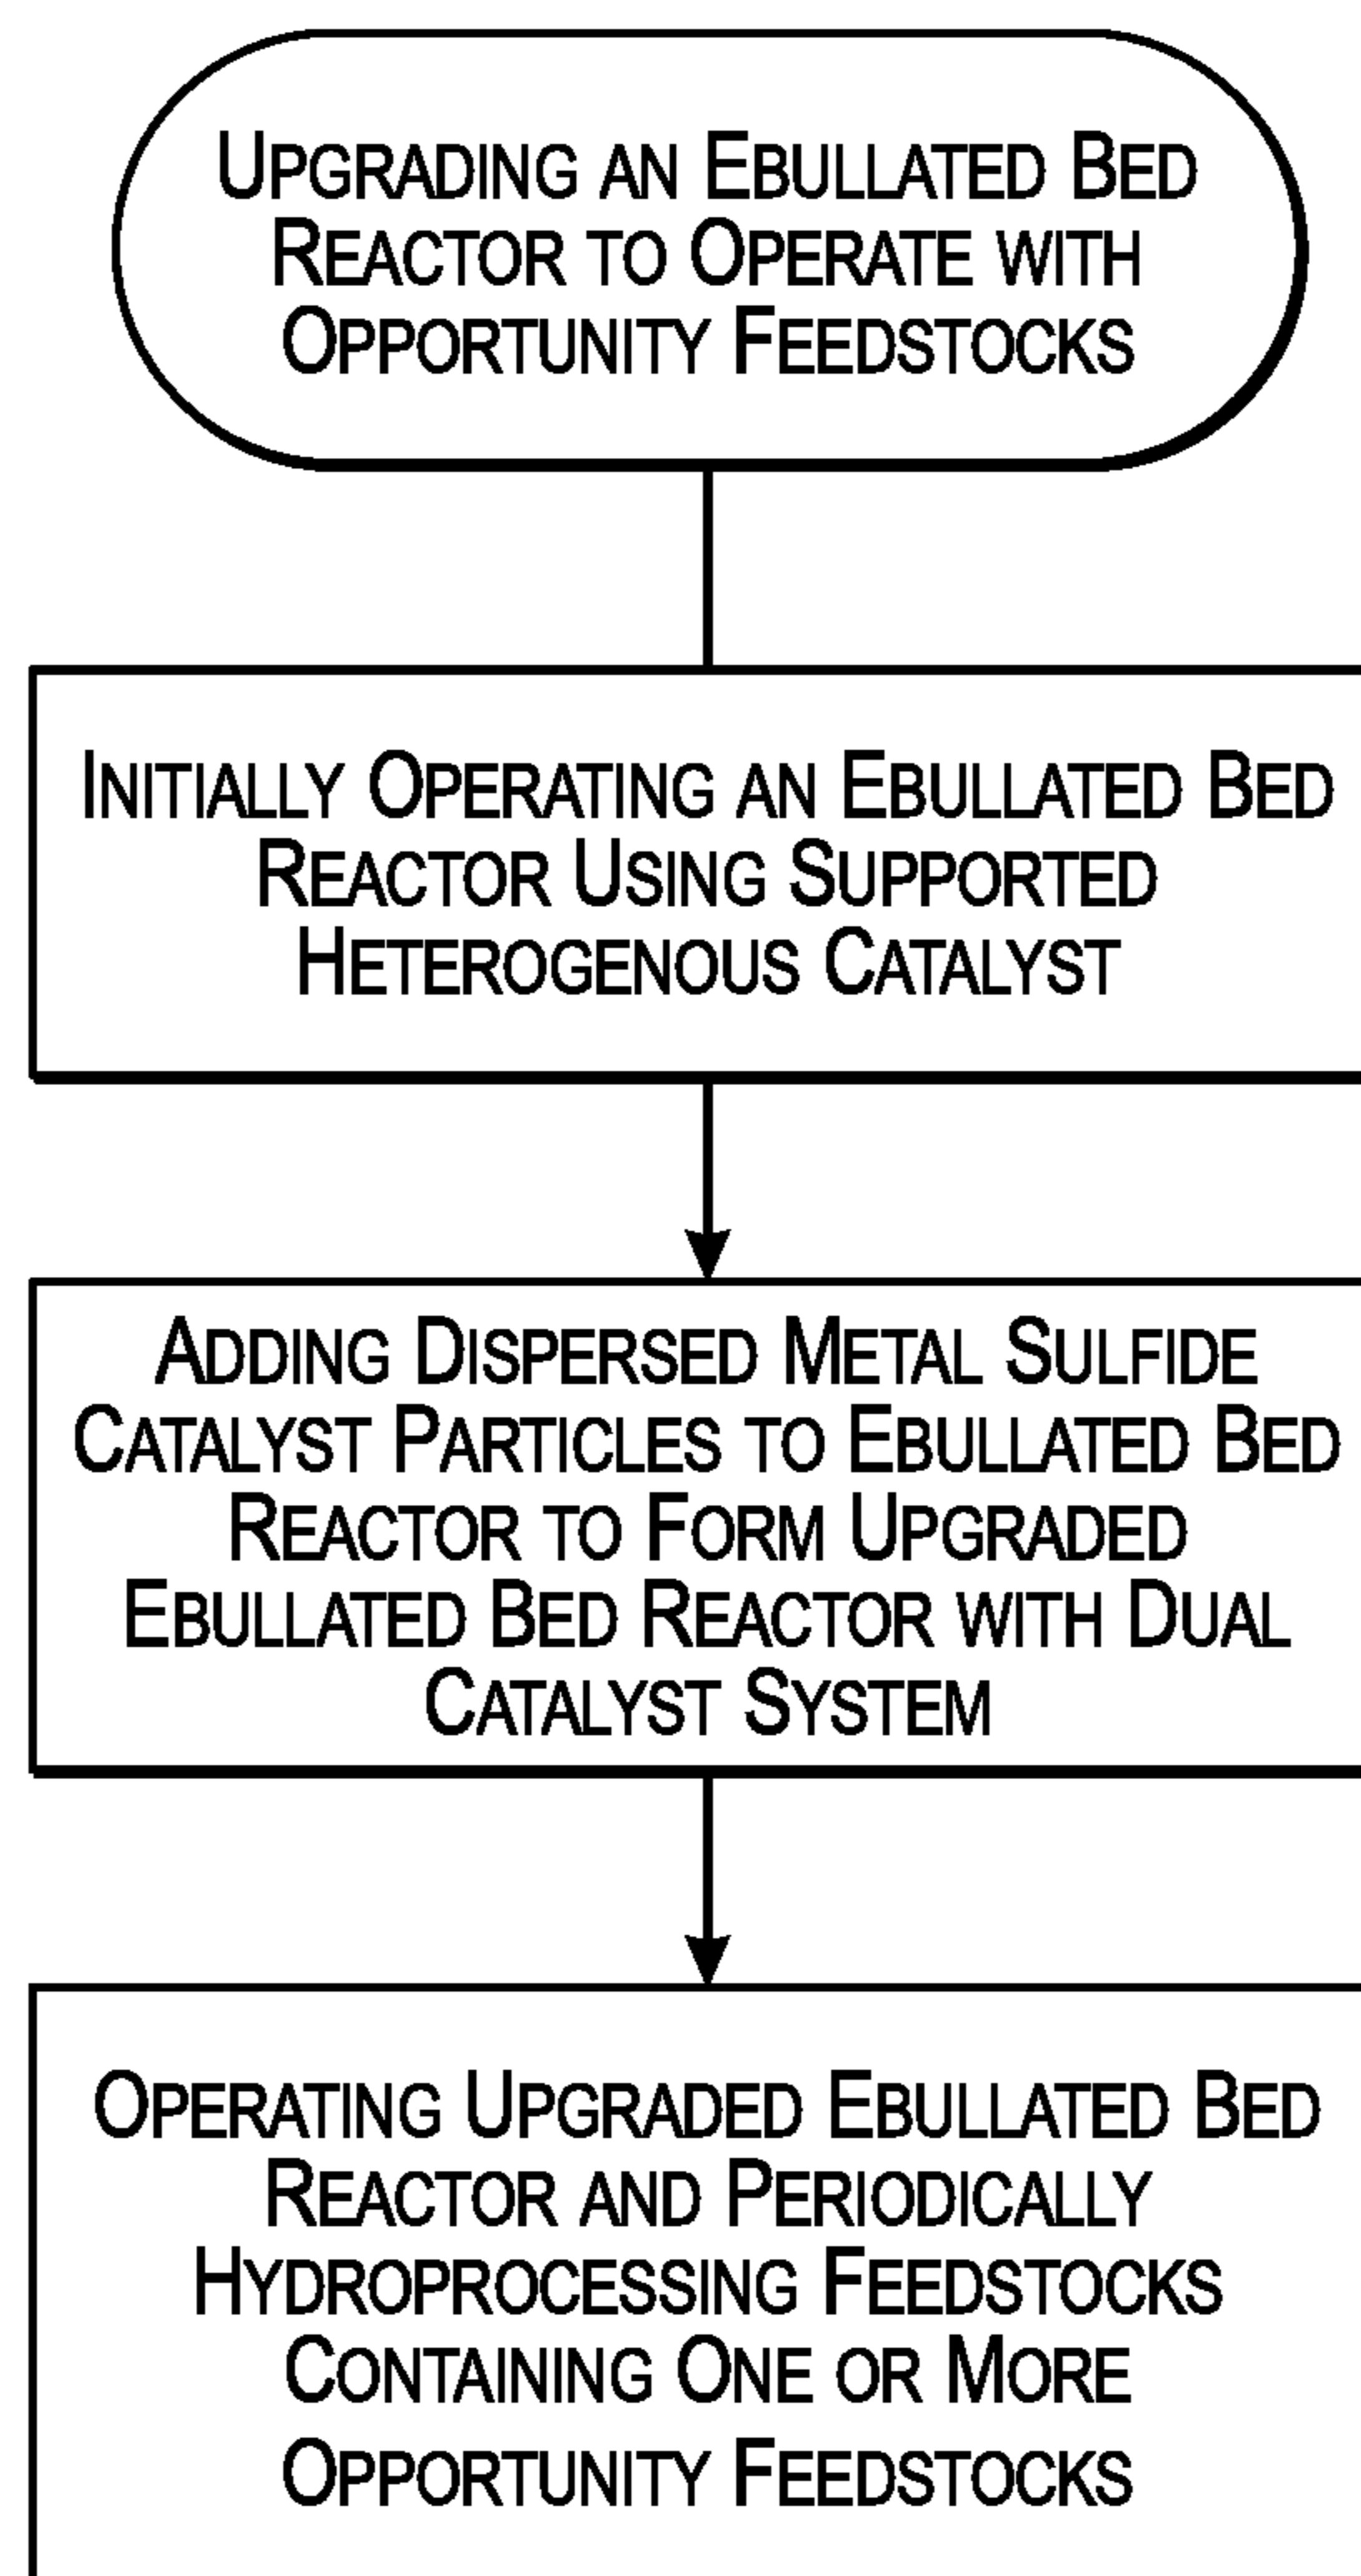 Upgrading an Ebullated Bed
Reactor to Operate with
Opportunity Feedstocks
Initially Operating an Ebullated Bed
Reactor Using Supported
Heterogenous Catalyst
Adding Dispersed Metal Sulfide
Catalyst Particles to Ebullated Bed
Reactor to Form Upgraded
Ebullated Bed Reactor with Dual
Catalyst System
Operating Upgraded Ebullated Bed
Reactor and Periodically
Hydroprocessing Feedstocks
Containing One or More
Opportunity Feedstocks